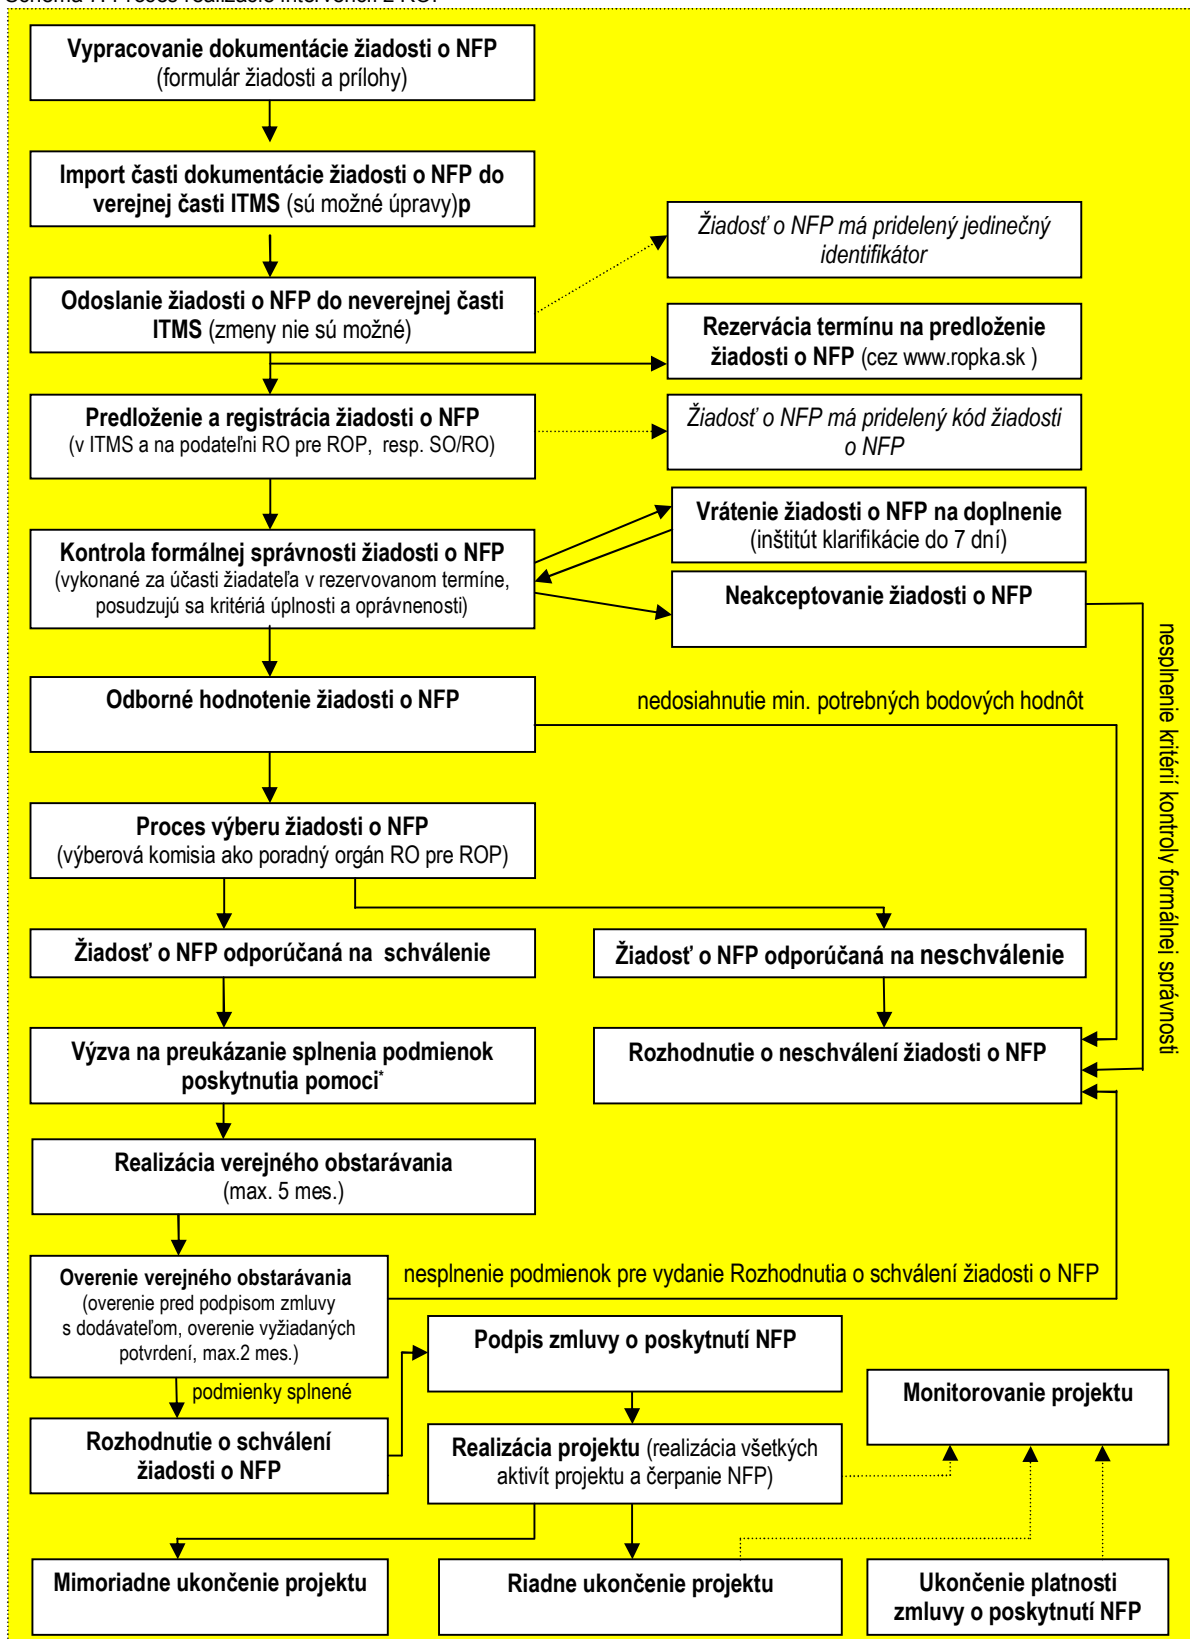 Schéma 1: Proces realizácie intervencií z ROP
Vypracovanie dokumentácie žiadosti o NFP
(formulár žiadosti a prílohy)
Import časti dokumentácie žiadosti o NFP do
verejnej časti ITMS (sú možné úpravy)p
Žiadosť o NFP má pridelený jedinečný
identifikátor
Odoslanie žiadosti o NFP do neverejnej časti
ITMS (zmeny nie sú možné)
Rezervácia termínu na predloženie
žiadosti o NFP (cez www.ropka.sk )
Predloženie a registrácia žiadosti o NFP
(v ITMS a na podateľni RO pre ROP, resp. SO/RO)
Žiadosť o NFP má pridelený kód žiadosti
o NFP
Vrátenie žiadosti o NFP na doplnenie
(inštitút klarifikácie do 7 dní)
Kontrola formálnej správnosti žiadosti o NFP
(vykonané za účasti žiadateľa v rezervovanom termíne,
posudzujú sa kritériá úplnosti a oprávnenosti)
Neakceptovanie žiadosti o NFP
nesplnenie kritérií kontroly formálnej správnosti
Odborné hodnotenie žiadosti o NFP
nedosiahnutie min. potrebných bodových hodnôt
Proces výberu žiadosti o NFP
(výberová komisia ako poradný orgán RO pre ROP)
Žiadosť o NFP odporúčaná na schválenie
Žiadosť o NFP odporúčaná na neschválenie
Výzva na preukázanie splnenia podmienok
poskytnutia pomoci*
Rozhodnutie o neschválení žiadosti o NFP
Realizácia verejného obstarávania
(max. 5 mes.)
Overenie verejného obstarávania
(overenie pred podpisom zmluvy
s dodávateľom, overenie vyžiadaných
potvrdení, max.2 mes.)
nesplnenie podmienok pre vydanie Rozhodnutia o schválení žiadosti o NFP
Podpis zmluvy o poskytnutí NFP
podmienky splnené
Monitorovanie projektu
Rozhodnutie o schválení
žiadosti o NFP
Realizácia projektu (realizácia všetkých
aktivít projektu a čerpanie NFP)
Mimoriadne ukončenie projektu
Riadne ukončenie projektu
Ukončenie platnosti
zmluvy o poskytnutí NFP